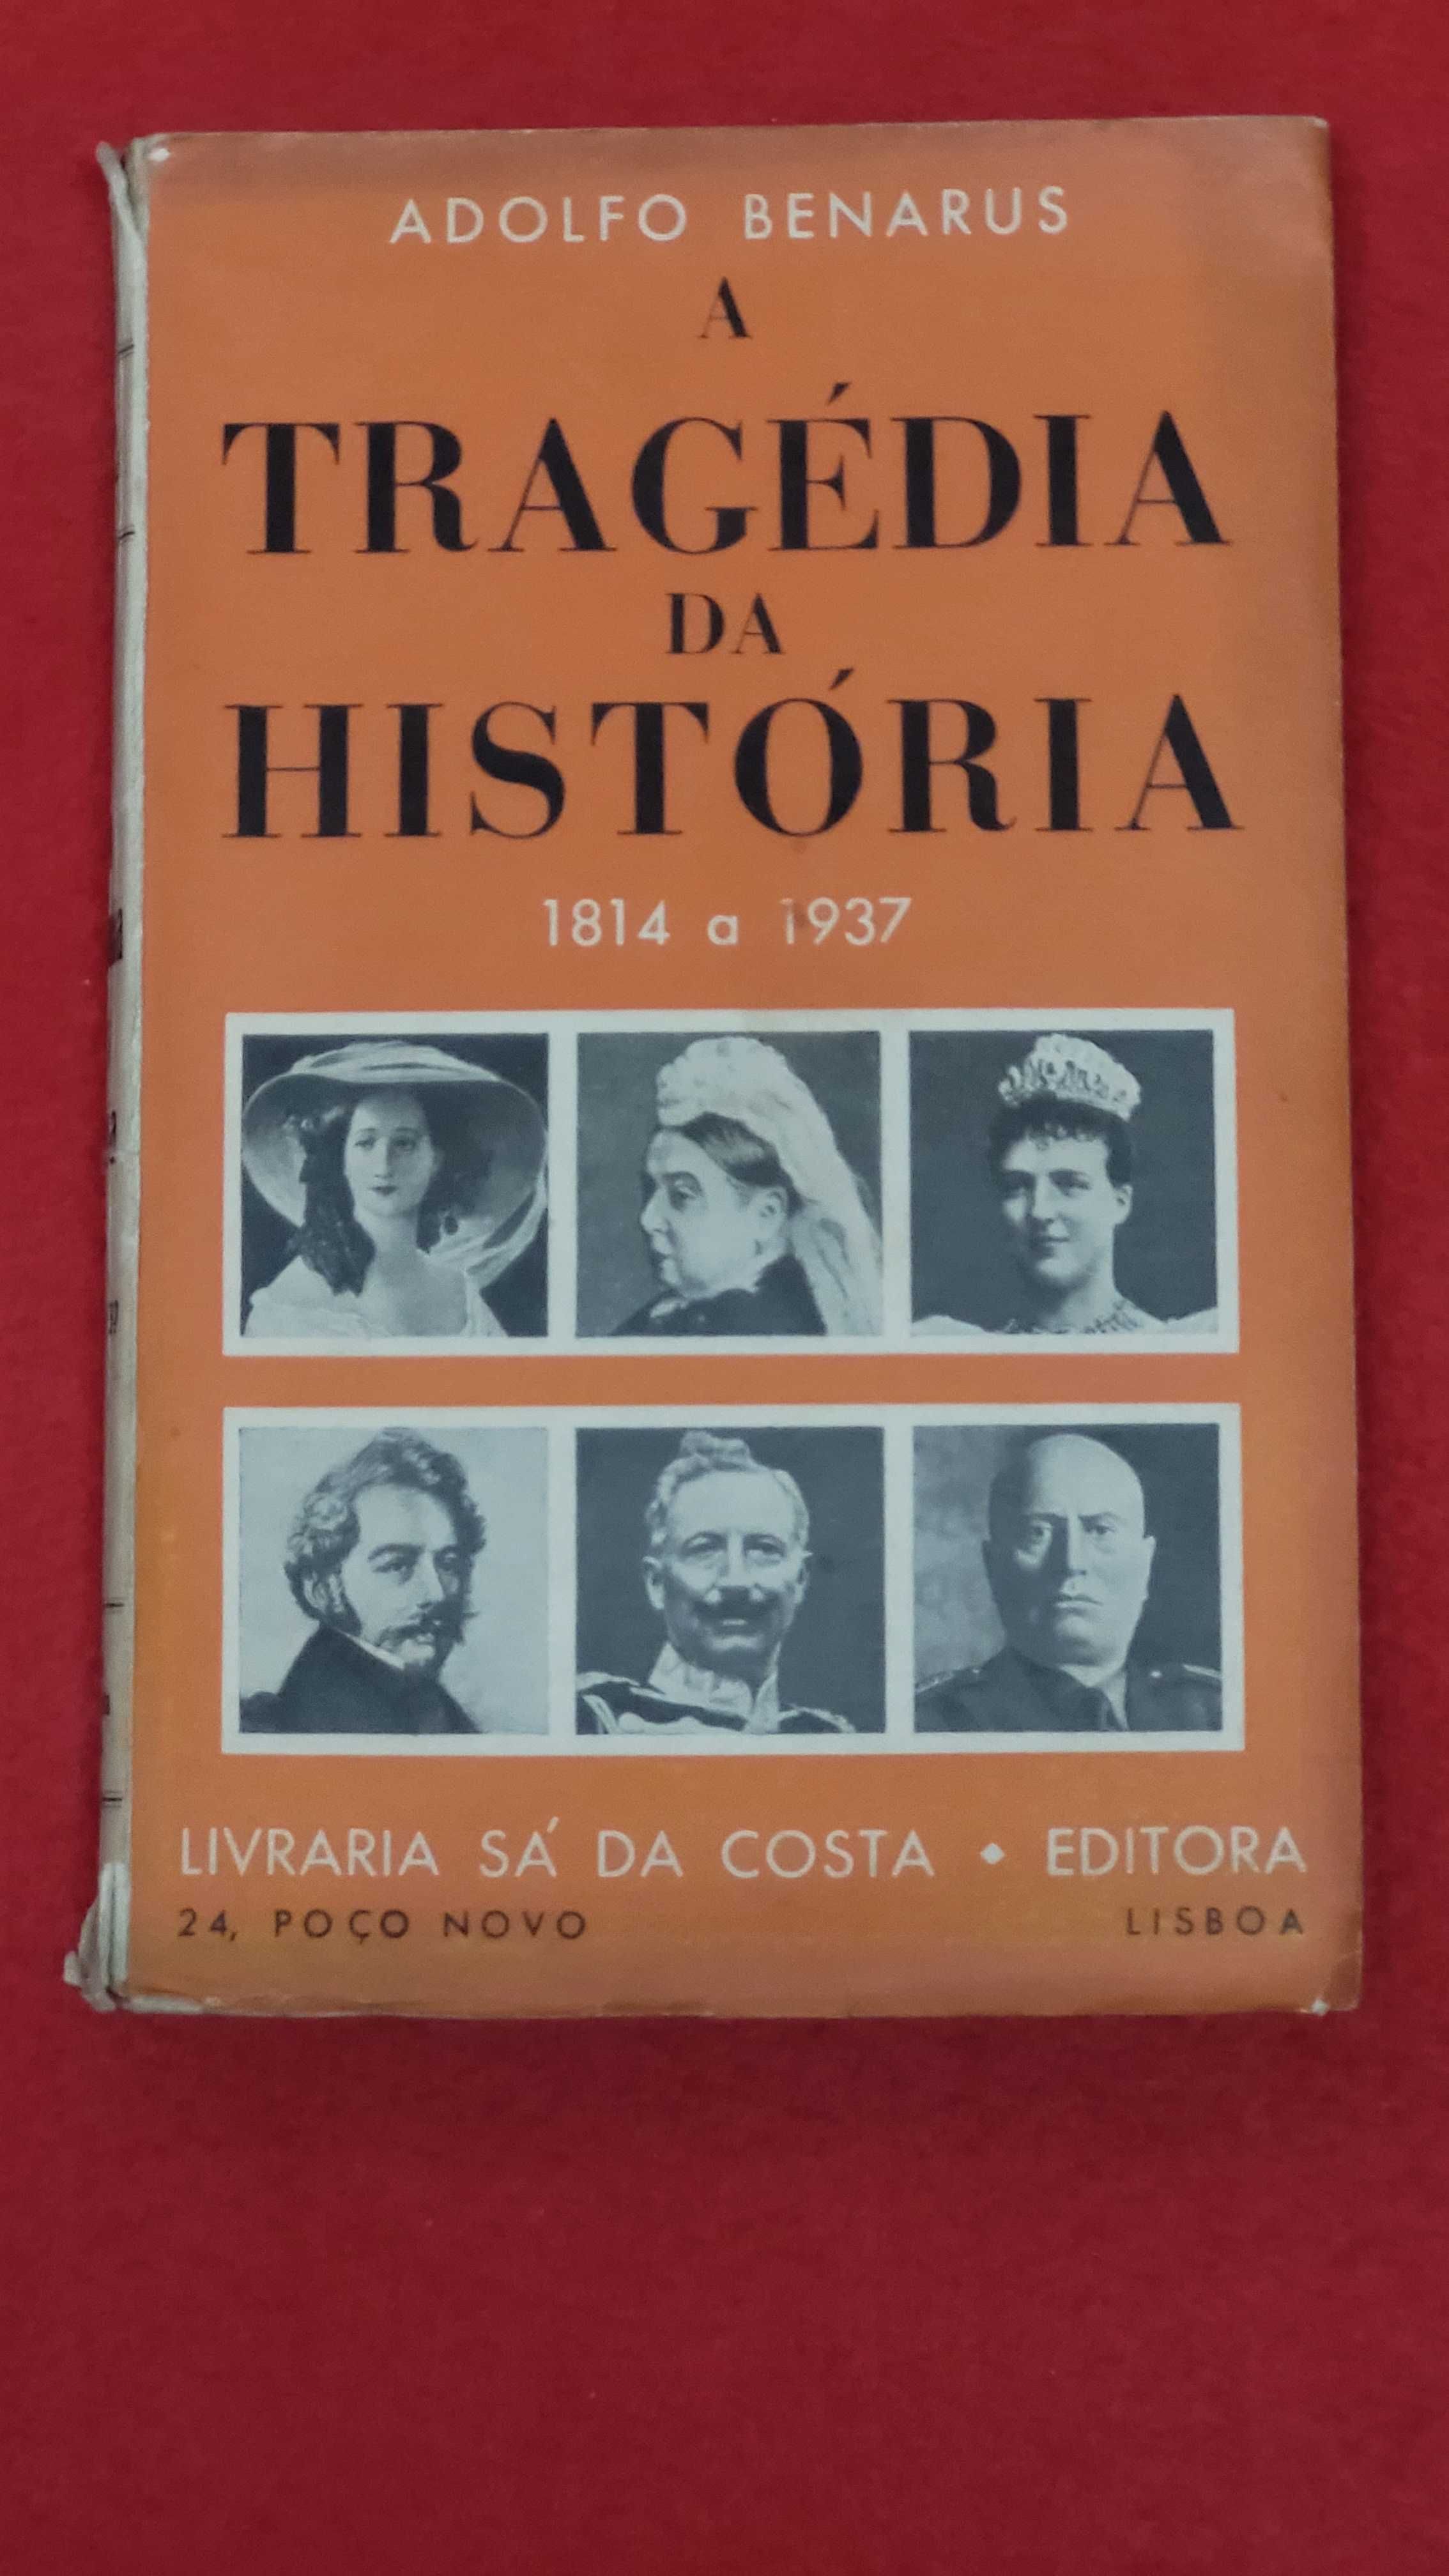 ADOLFO BENARUS
A
TRAGÉDIA
DA
HISTÓRIA
1814 a 1937
LIVRARIA SÁ DA COSTA • EDITORA
24, POÇO NOVO LISBOA